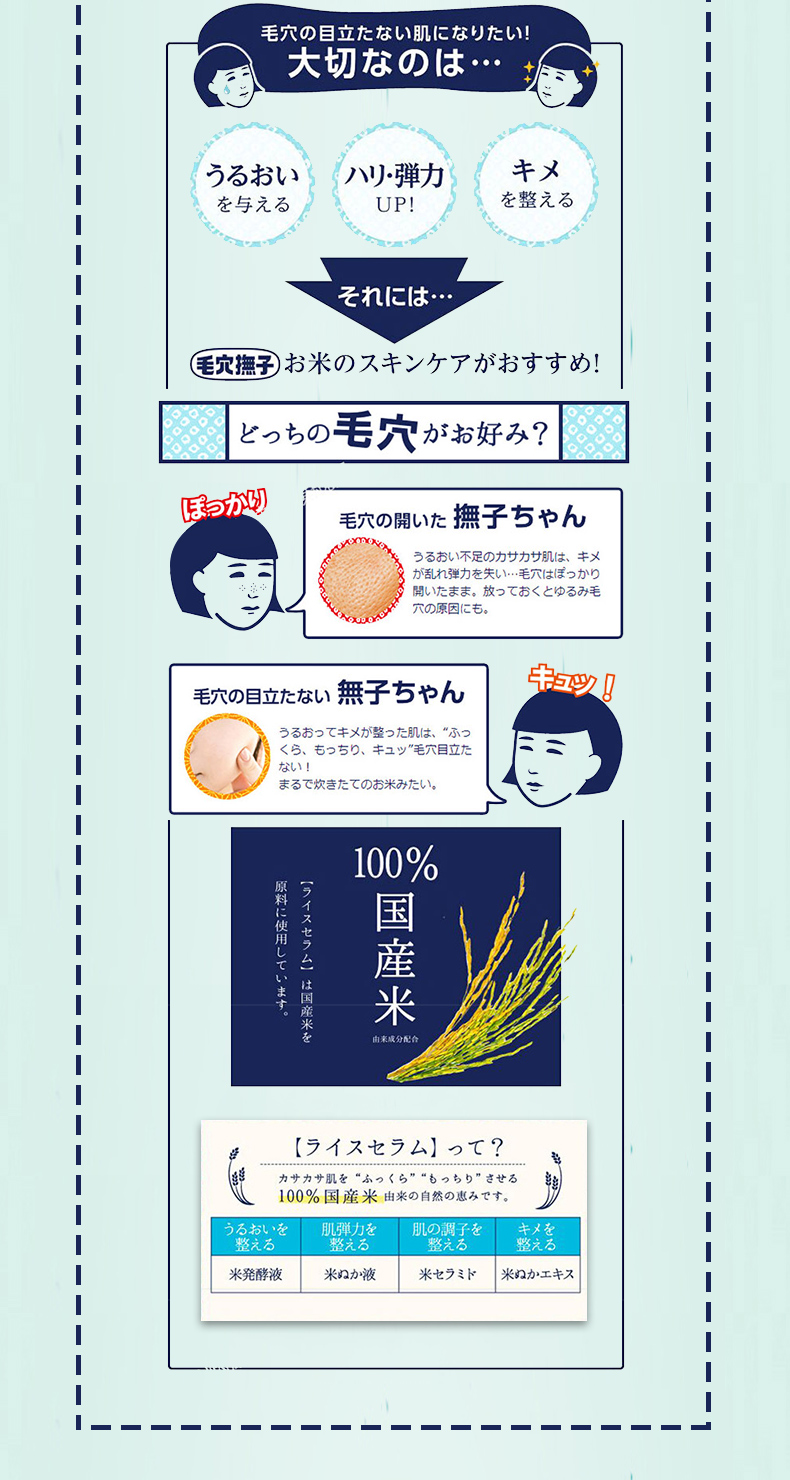 毛穴の目立たない肌になりたい!
大切なのは…
うるおい
を与える
ハリ・弾力
UP!
キメ
を整える
それには…
毛穴撫子お米のスキンケアがおすすめ!
どっちの毛穴がお好み?
ぽっかり
毛穴の開いた 撫子ちゃん
うるおい不足のカサカサ肌は、キメ
が乱れ弾力を失い…毛穴はぽっかり
開いたまま。放っておくとゆるみ毛
穴の原因にも。
キュッ!
毛穴の目立たない 無子ちゃん
うるおってキメが整った肌は、“ふっ
くら、もっちり、キュッ”毛穴目立た
ない!
まるで炊きたてのお米みたい。
100%
国産米
由来成分配合
【ライスセラム】は国産米を
原料に使用しています。
【ライスセラム】って?
カサカサ肌を“ふっくら”“もっちり”させる
100%国産米由来の自然の恵みです。
うるおいを
整える
肌弾力を
整える
肌の調子を
整える
キメを
整える
米発酵液
米ぬか液
米セラミド
米ぬかエキス